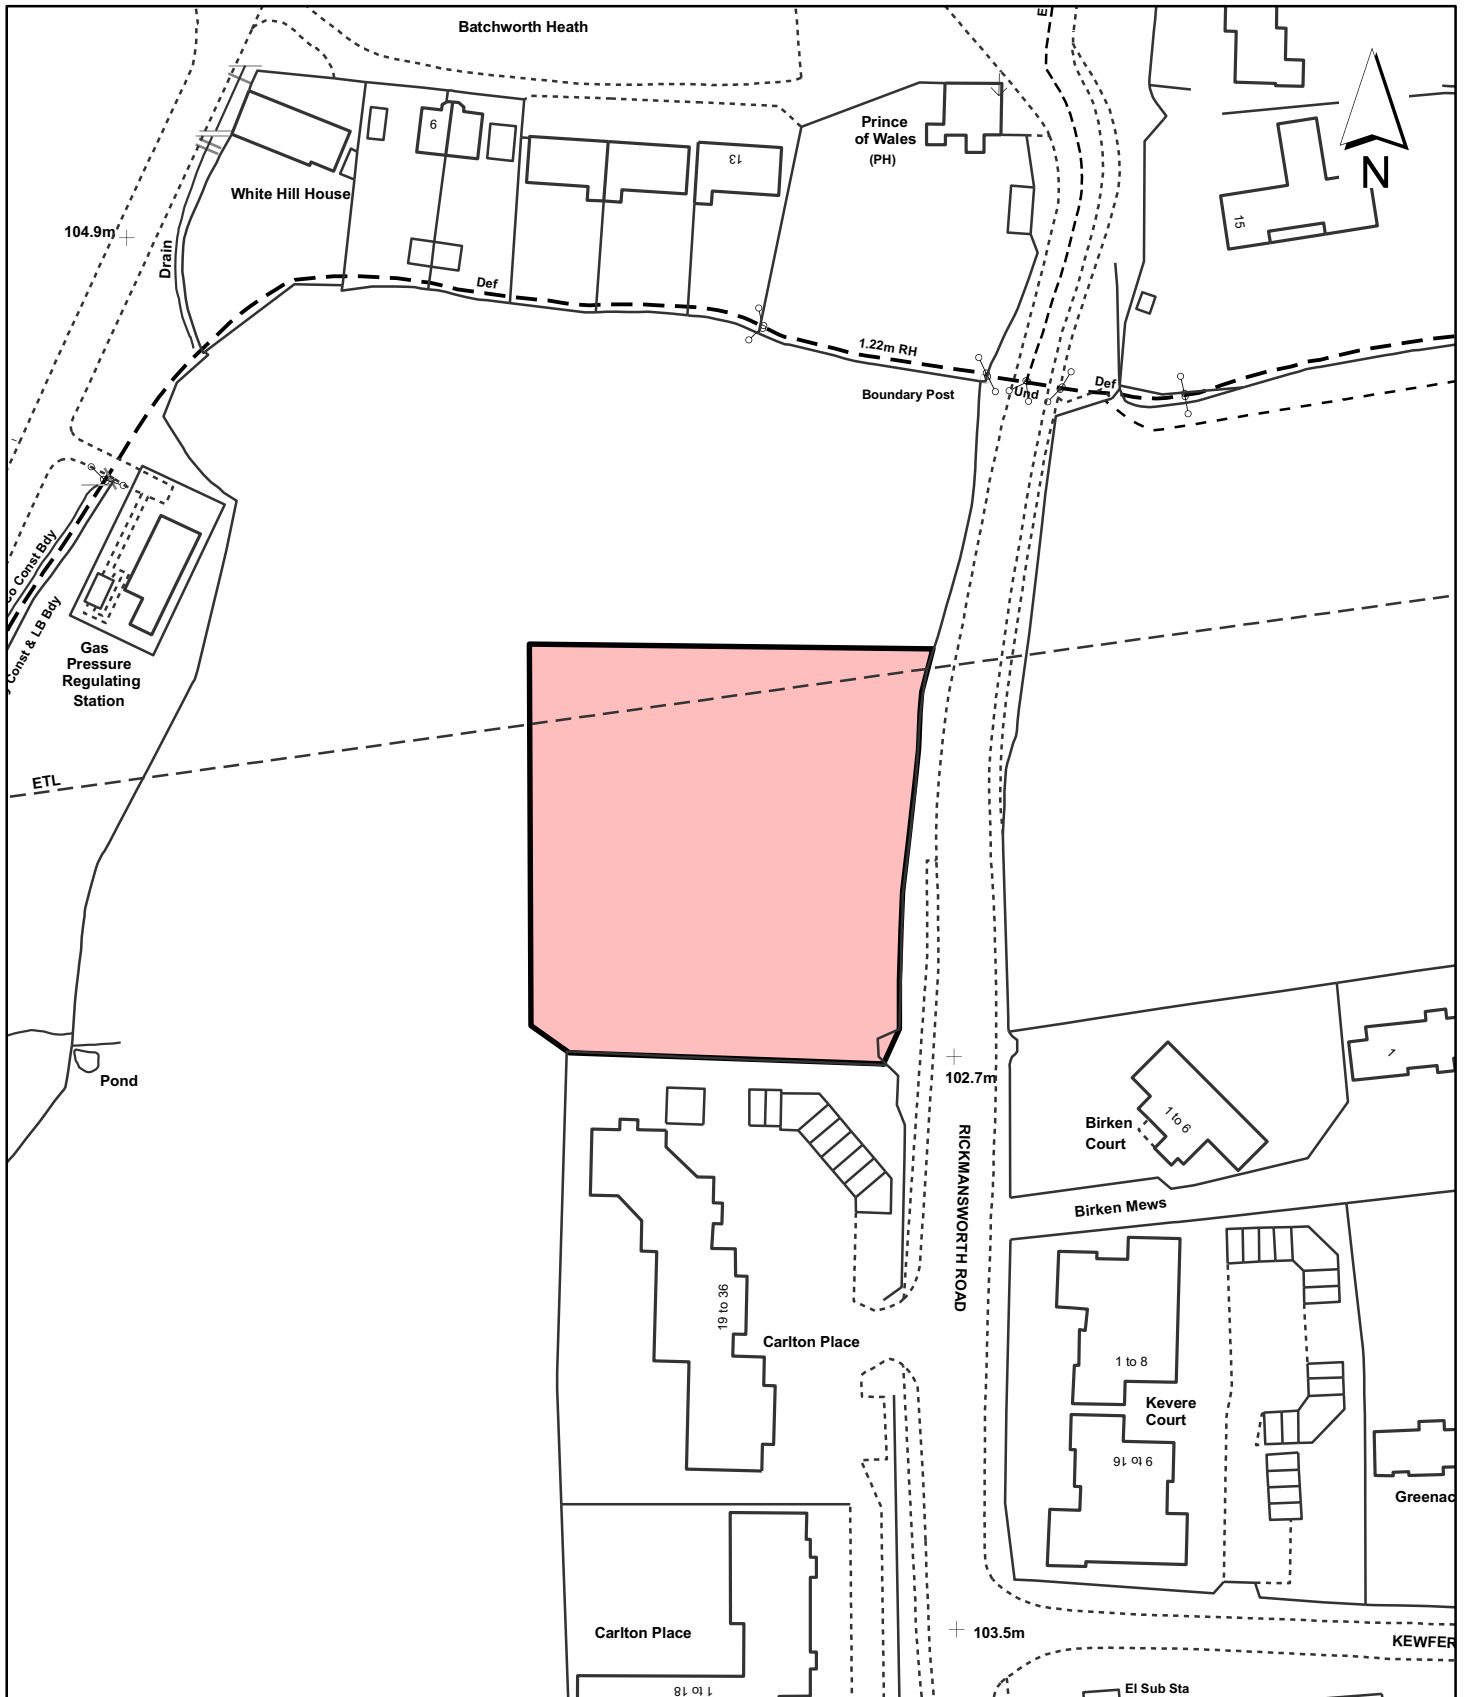 Batchworth Heath
E
6
13
Prince
of Wales
(PH)
N
White Hill House
15
104.9m
Drain
Def
1.22m RH
Boundary Post
Und
Def
Co Const Bdy
Const & LB Bdy
Gas
Pressure
Regulating
Station
ETL
Pond
102.7m
1
1 to 6
Birken
Court
RICKMANSWORTH ROAD
Birken Mews
19 to 36
Carlton Place
1 to 8
Kevere
Court
9 to 16
Greenac
Carlton Place
103.5m
KEWFER
1 to 18
El Sub Sta